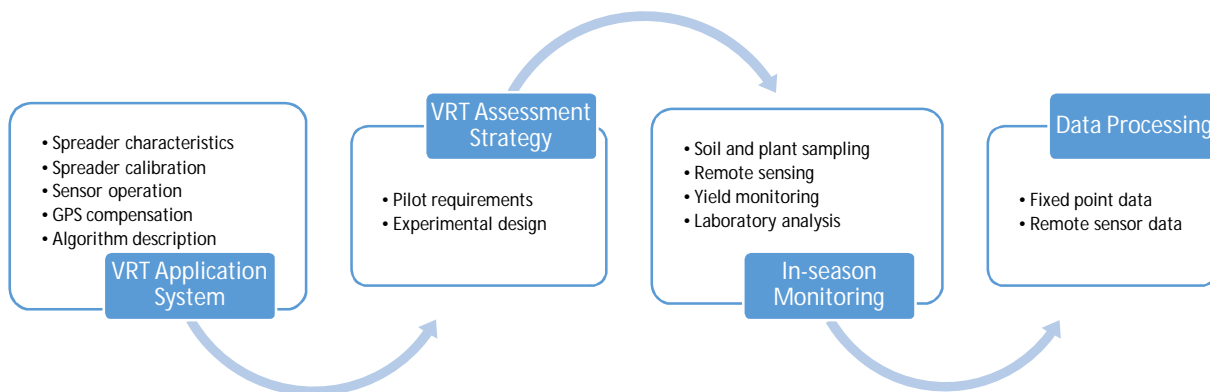 • Spreader characteristics
• Spreader calibration
• Sensor operation
• GPS compensation
• Algorithm description
VRT Application
System
VRT Assessment
Strategy
• Pilot requirements
• Experimental design
• Soil and plant sampling
• Remote sensing
• Yield monitoring
• Laboratory analysis
In-season
Monitoring
Data Processing
• Fixed point data
• Remote sensor data